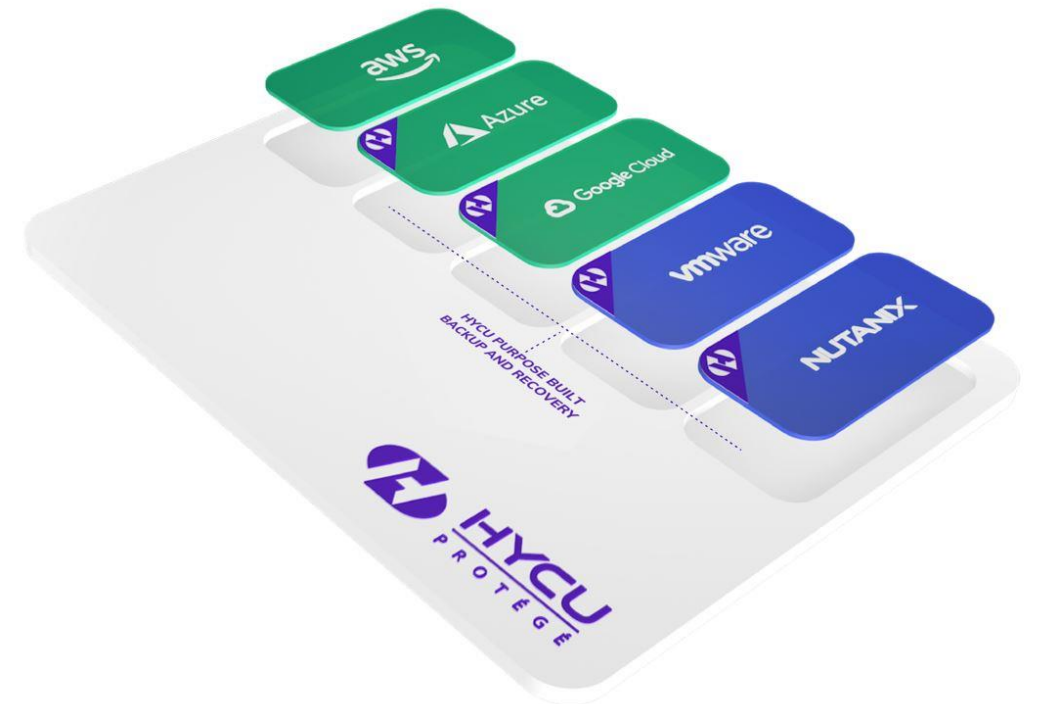 aws
Azure
Google Cloud
vmware
NUTANIX
HYCU PURPOSE BUILT
BACKUP AND RECOVERY
HYCU
PROTÉGÉ